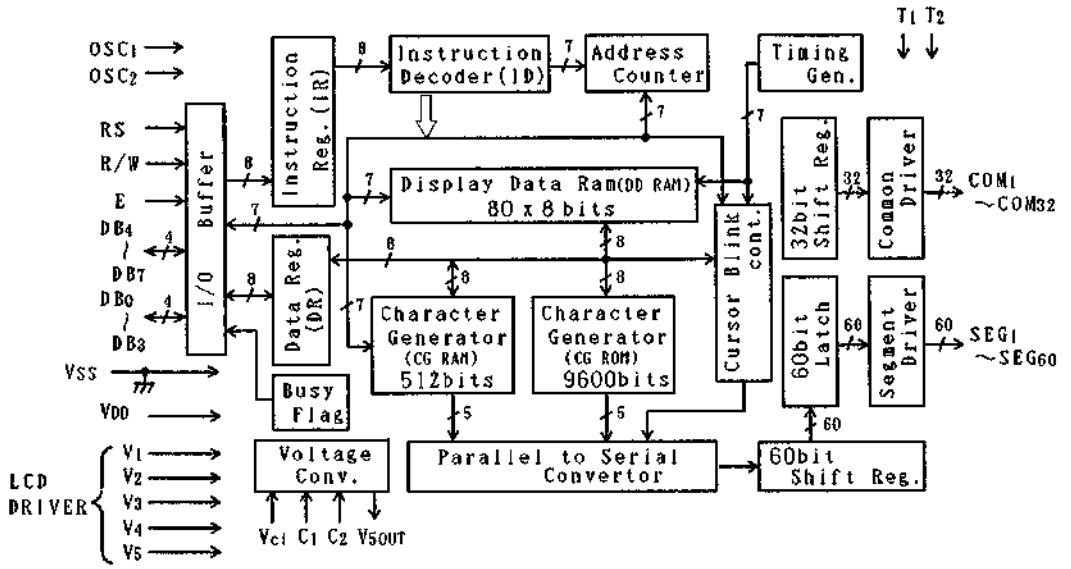 OSC1
OSC2
RS
R/W
E
DB4
~
DB7
DB0
~
DB3
VSS
VDD
LCD
DRIVER
V1
V2
V3
V4
V5
4
4
I/O Buffer
8
7
8
Instruction
Reg. (IR)
8
Instruction
Decoder(ID)
7
Address
Counter
7
Timing
Gen.
7
T1 T2
7
Display Data Ram(DD RAM)
80 x 8 bits
8
Data Reg.
(DR)
8
7
8
8
Character
Generator
(CG RAM)
512bits
Character
Generator
(CG ROM)
9600bits
Cursor Blink
cont.
Busy
Flag
5
5
Voltage
Conv.
Vci C1 C2 V5OUT
Parallel to Serial
Convertor
60bit
Shift Reg.
60
32bit
Shift Reg.
32
Common
Driver
32
COM1
~COM32
60bit
Latch
60
Segment
Driver
60
SEG1
~SEG60